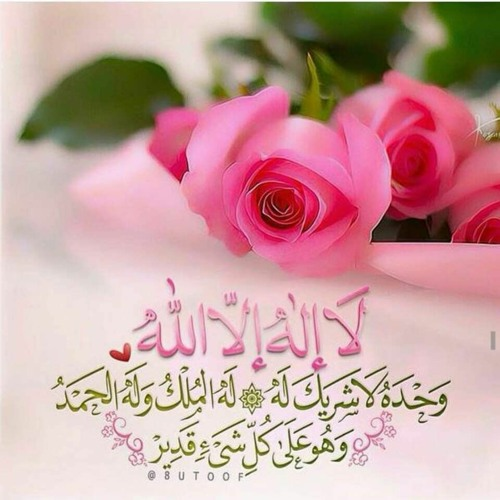 لَا إِلٰهَ إِلَّا اللّٰهُ
وَحْدَهُ لَا شَرِيكَ لَهُ ۞ لَهُ الْمُلْكُ وَلَهُ الْحَمْدُ
وَهُوَ عَلَىٰ كُلِّ شَيْءٍ قَدِيرٌ
@8UTOOF